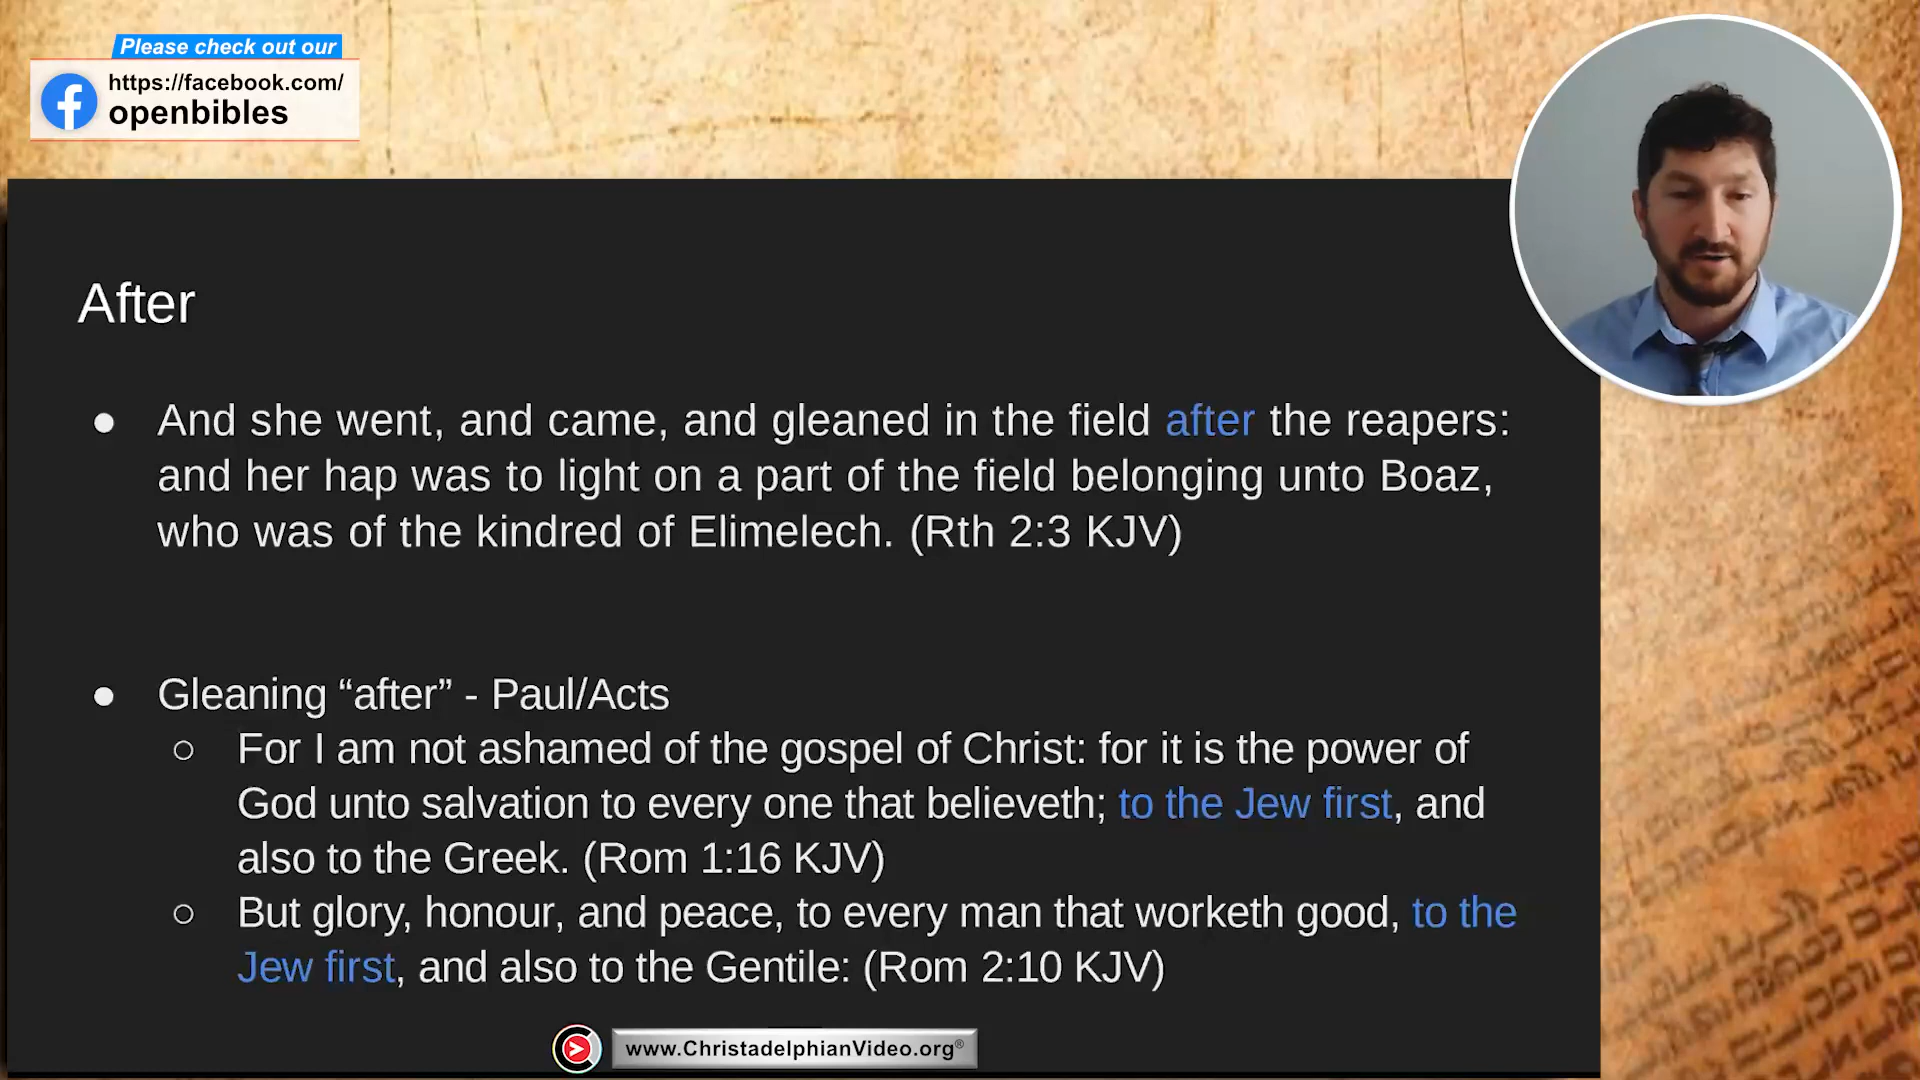 Please check out our
https://facebook.com/
openbibles
After
● And she went, and came, and gleaned in the field after the reapers:
and her hap was to light on a part of the field belonging unto Boaz,
who was of the kindred of Elimelech. (Rth 2:3 KJV)
● Gleaning “after” - Paul/Acts
○ For I am not ashamed of the gospel of Christ: for it is the power of
God unto salvation to every one that believeth; to the Jew first, and
also to the Greek. (Rom 1:16 KJV)
○ But glory, honour, and peace, to every man that worketh good, to the
Jew first, and also to the Gentile: (Rom 2:10 KJV)
www.ChristadelphianVideo.org®